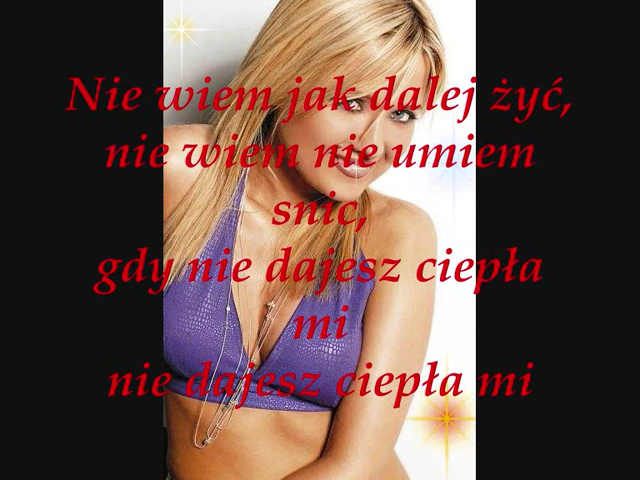 Nie wiem jak dalej żyć,
nie wiem nie umiem
snic,
gdy nie dajesz ciepła
mi
nie dajesz ciepła mi